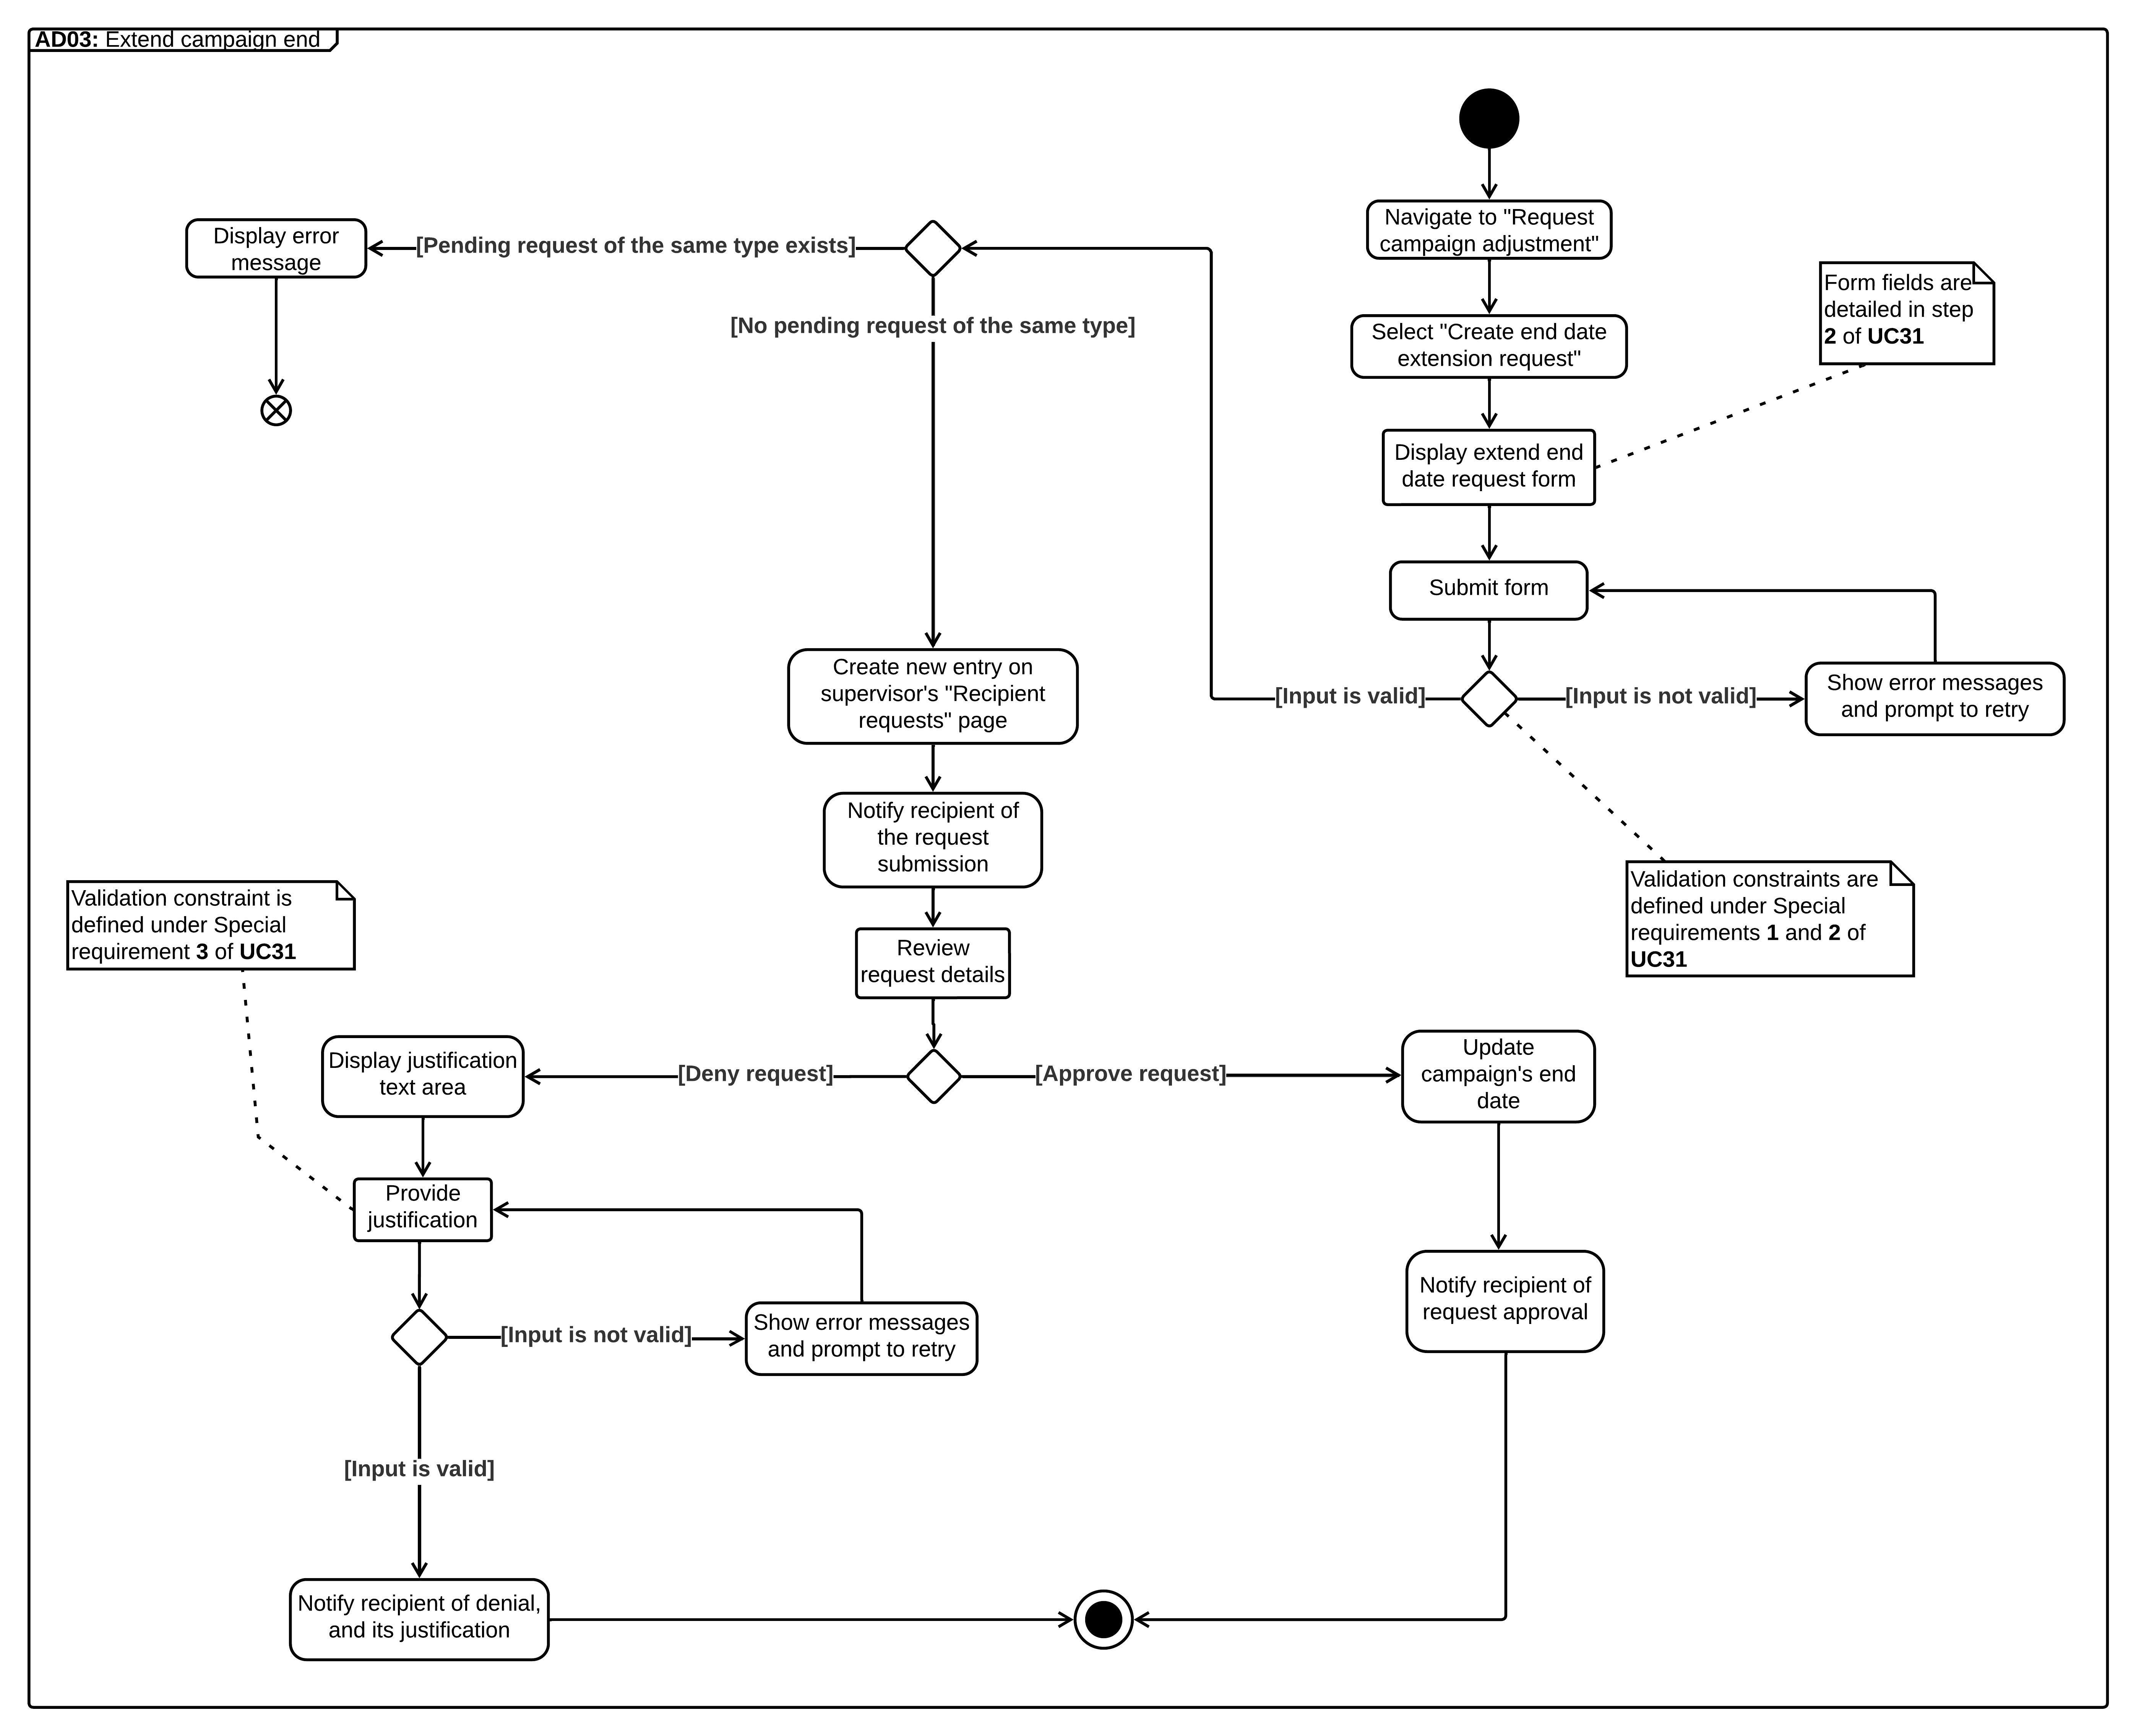 AD03: Extend campaign end
Navigate to "Request
campaign adjustment"
Select "Create end date
extension request"
Display extend end
date request form
Form fields are
detailed in step
2 of UC31
Submit form
[Input is valid]
[Input is not valid]
Show error messages
and prompt to retry
Validation constraints are
defined under Special
requirements 1 and 2 of
UC31
[Pending request of the same type exists]
Display error
message
[No pending request of the same type]
Create new entry on
supervisor's "Recipient
requests" page
Notify recipient of
the request
submission
Review
request details
[Deny request]
[Approve request]
Display justification
text area
Validation constraint is
defined under Special
requirement 3 of UC31
Provide
justification
[Input is not valid]
Show error messages
and prompt to retry
[Input is valid]
Notify recipient of denial,
and its justification
Update
campaign's end
date
Notify recipient of
request approval